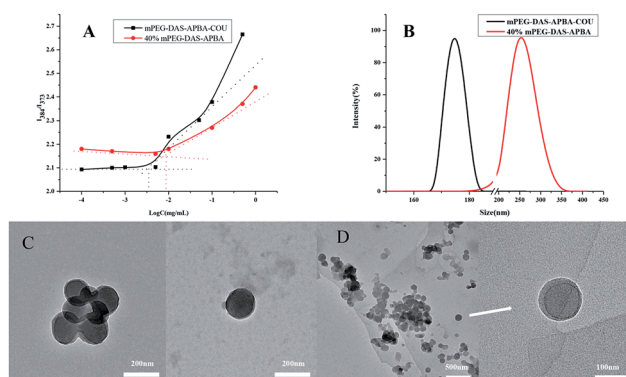 A
mPEG-DAS-APBA-COU
40% mPEG-DAS-APBA
I384/I373
2.7
2.6
2.5
2.4
2.3
2.2
2.1
2.0
-4
-3
-2
-1
0
LogC(mg/mL)
B
mPEG-DAS-APBA-COU
40% mPEG-DAS-APBA
Intensity(%)
100
80
60
40
20
0
160
180
200
250
300
350
400
450
Size(nm)
C
200nm
200nm
D
500nm
100nm